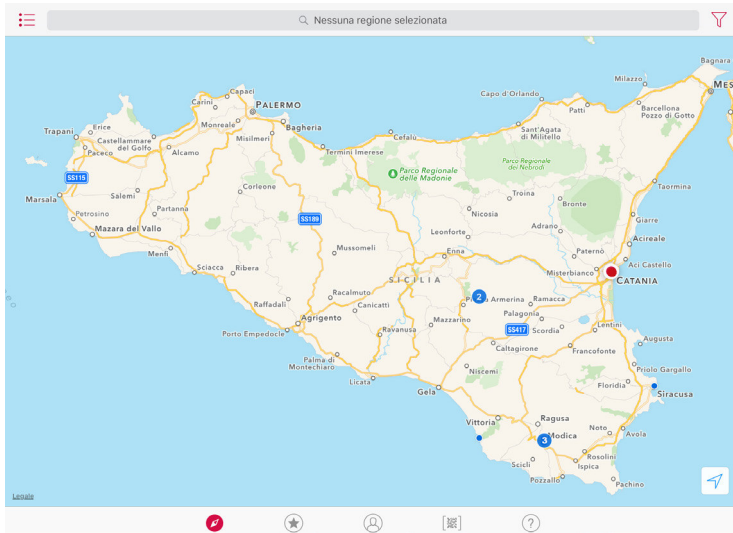 Nessuna regione selezionata
Bagnara
Milazzo
MES
Capaci
Capo d'Orlando
Carini
PALERMO
Patti
Barcellona
Pozzo di Gotto
Erice
Monreale
Bagheria
Sant'Agata
di Militello
Trapani
Castellammare
del Golfo
Misilmeri
Cefalù
Paceco
Alcamo
Termini Imerese
Parco Regionale
dei Nebrodi
Parco Regionale
delle Madonie
SS115
Corleone
Taormina
Marsala
Salemi
Troina
Bronte
Petrosino
Partanna
SS189
Nicosia
Giarre
Mazara del Vallo
Leonforte
Adrano
Acireale
Menfi
Mussomeli
Enna
Paternò
Aci Castello
Sciacca
Ribera
SICILIA
Misterbianco
CATANIA
Racalmuto
2
Armerina
Ramacca
Raffadali
Canicattì
Palagonia
Agrigento
Mazzarino
Lentini
Porto Empedocle
Ravanusa
SS417
Scordia
Augusta
Caltagirone
Francofonte
Palma di
Montechiaro
Niscemi
Priolo Gargallo
Licata
Floridia
Gela
Siracusa
Vittoria
Ragusa
Noto
3
Modica
Avola
Scicli
Rosolini
Ispica
Pozzallo
Pachino
Legale
?